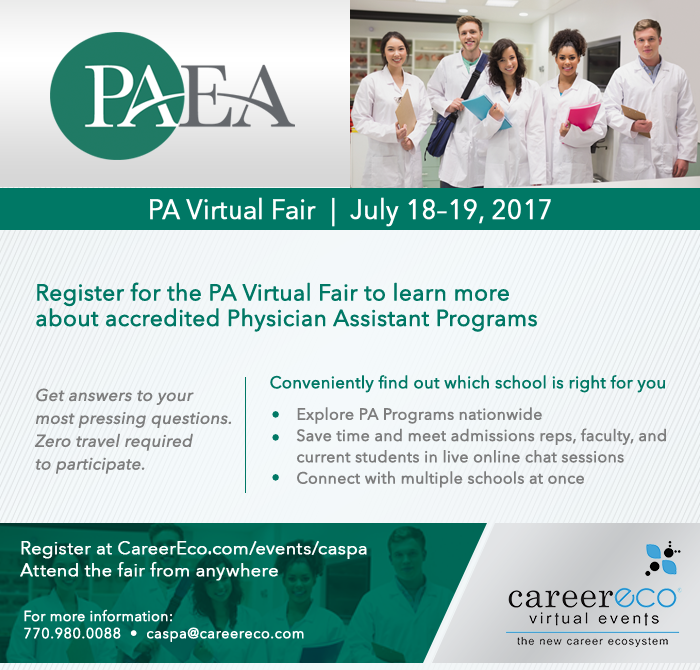 PAEA
PA Virtual Fair | July 18–19, 2017
Register for the PA Virtual Fair to learn more
about accredited Physician Assistant Programs
Get answers to your
most pressing questions.
Zero travel required
to participate.
Conveniently find out which school is right for you
• Explore PA Programs nationwide
• Save time and meet admissions reps, faculty, and
current students in live online chat sessions
• Connect with multiple schools at once
Register at CareerEco.com/events/caspa
Attend the fair from anywhere
For more information:
770.980.0088 • caspa@careereco.com
careereco
virtual events
the new career ecosystem